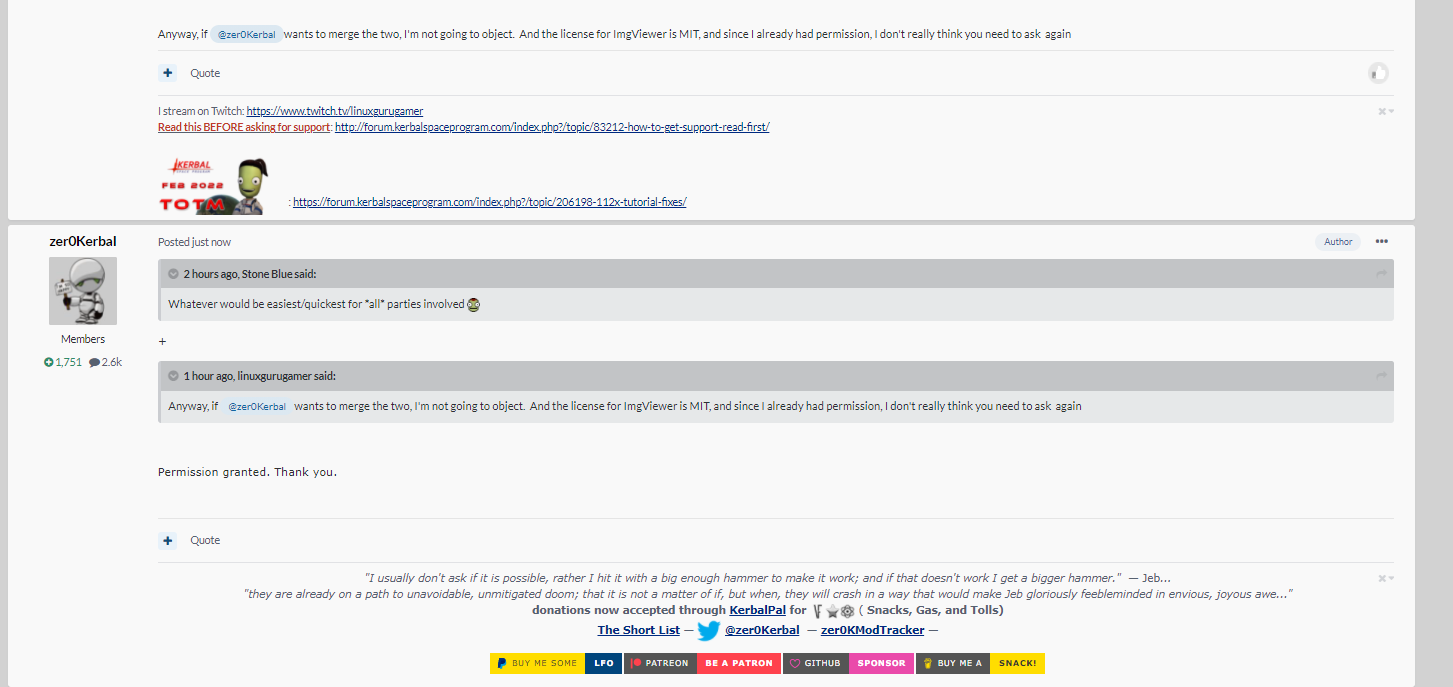 Anyway, if @zer0Kerbal wants to merge the two, I'm not going to object. And the license for ImgViewer is MIT, and since I already had permission, I don't really think you need to ask again
+ Quote
I stream on Twitch: https://www.twitch.tv/linuxgurugamer
Read this BEFORE asking for support: http://forum.kerbalspaceprogram.com/index.php?/topic/83212-how-to-get-support-read-first/
KERBAL
FEB 2022
TOTM
: https://forum.kerbalspaceprogram.com/index.php?/topic/206198-112x-tutorial-fixes/
zer0Kerbal
Posted just now
Author
Members
1,751 2.6k
2 hours ago, Stone Blue said:
Whatever would be easiest/quickest for *all* parties involved
+
1 hour ago, linuxgurugamer said:
Anyway, if @zer0Kerbal wants to merge the two, I'm not going to object. And the license for ImgViewer is MIT, and since I already had permission, I don't really think you need to ask again
Permission granted. Thank you.
+ Quote
"I usually don't ask if it is possible, rather I hit it with a big enough hammer to make it work; and if that doesn't work I get a bigger hammer." — Jeb...
"they are already on a path to unavoidable, unmitigated doom; that it is not a matter of if, but when, they will crash in a way that would make Jeb gloriously feebleminded in envious, joyous awe..."
donations now accepted through KerbalPal for ( Snacks, Gas, and Tolls)
The Short List — @zer0Kerbal — zer0KModTracker —
BUY ME SOME LFO PATREON BE A PATRON GITHUB SPONSOR BUY ME A SNACK!